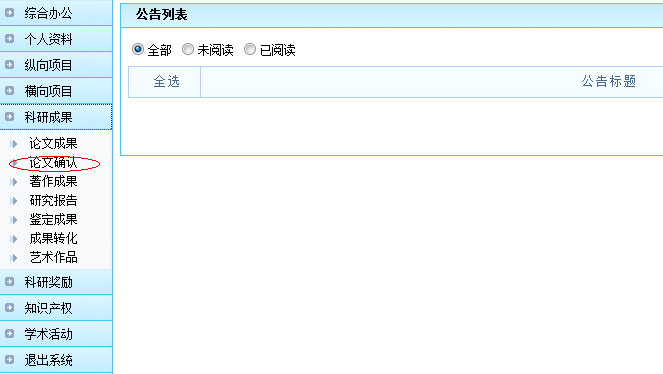 综合办公
个人资料
纵向项目
横向项目
科研成果
论文成果
论文确认
著作成果
研究报告
鉴定成果
成果转化
艺术作品
科研奖励
知识产权
学术活动
退出系统
公告列表
全部 未阅读 已阅读
全选 公告标题